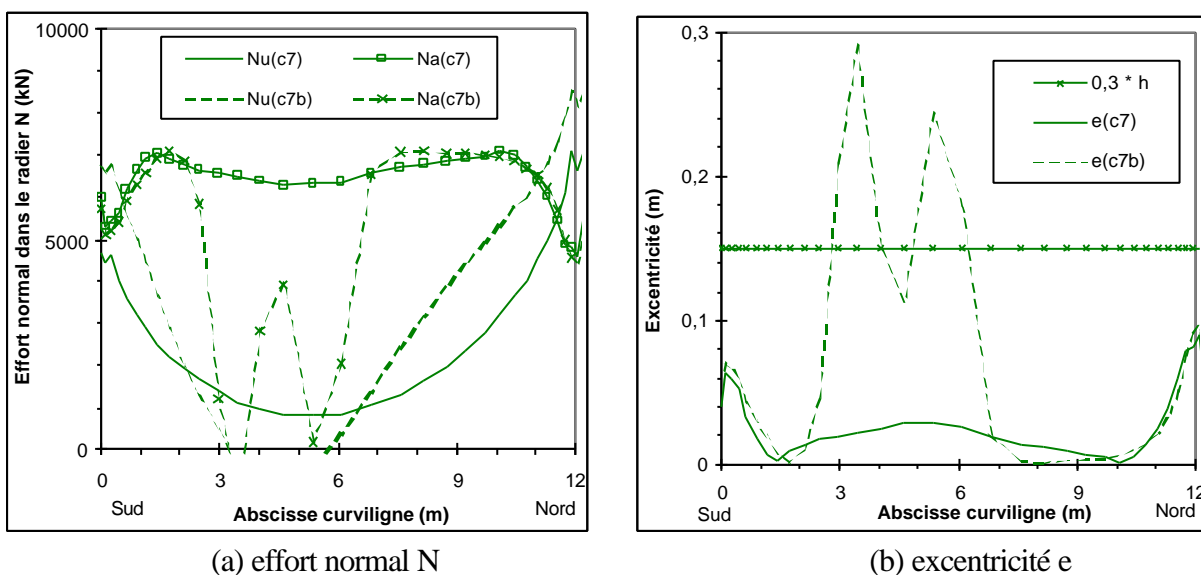 Effort normal dans le radier N (kN)
10000
5000
0
Nu(c7)
Na(c7)
Nu(c7b)
Na(c7b)
0
3
6
9
12
Sud
Abscisse curviligne (m)
Nord
(a) effort normal N
Excentricité (m)
0,3
0,2
0,1
0
0,3 * h
e(c7)
e(c7b)
0
3
6
9
12
Sud
Abscisse curviligne (m)
Nord
(b) excentricité e